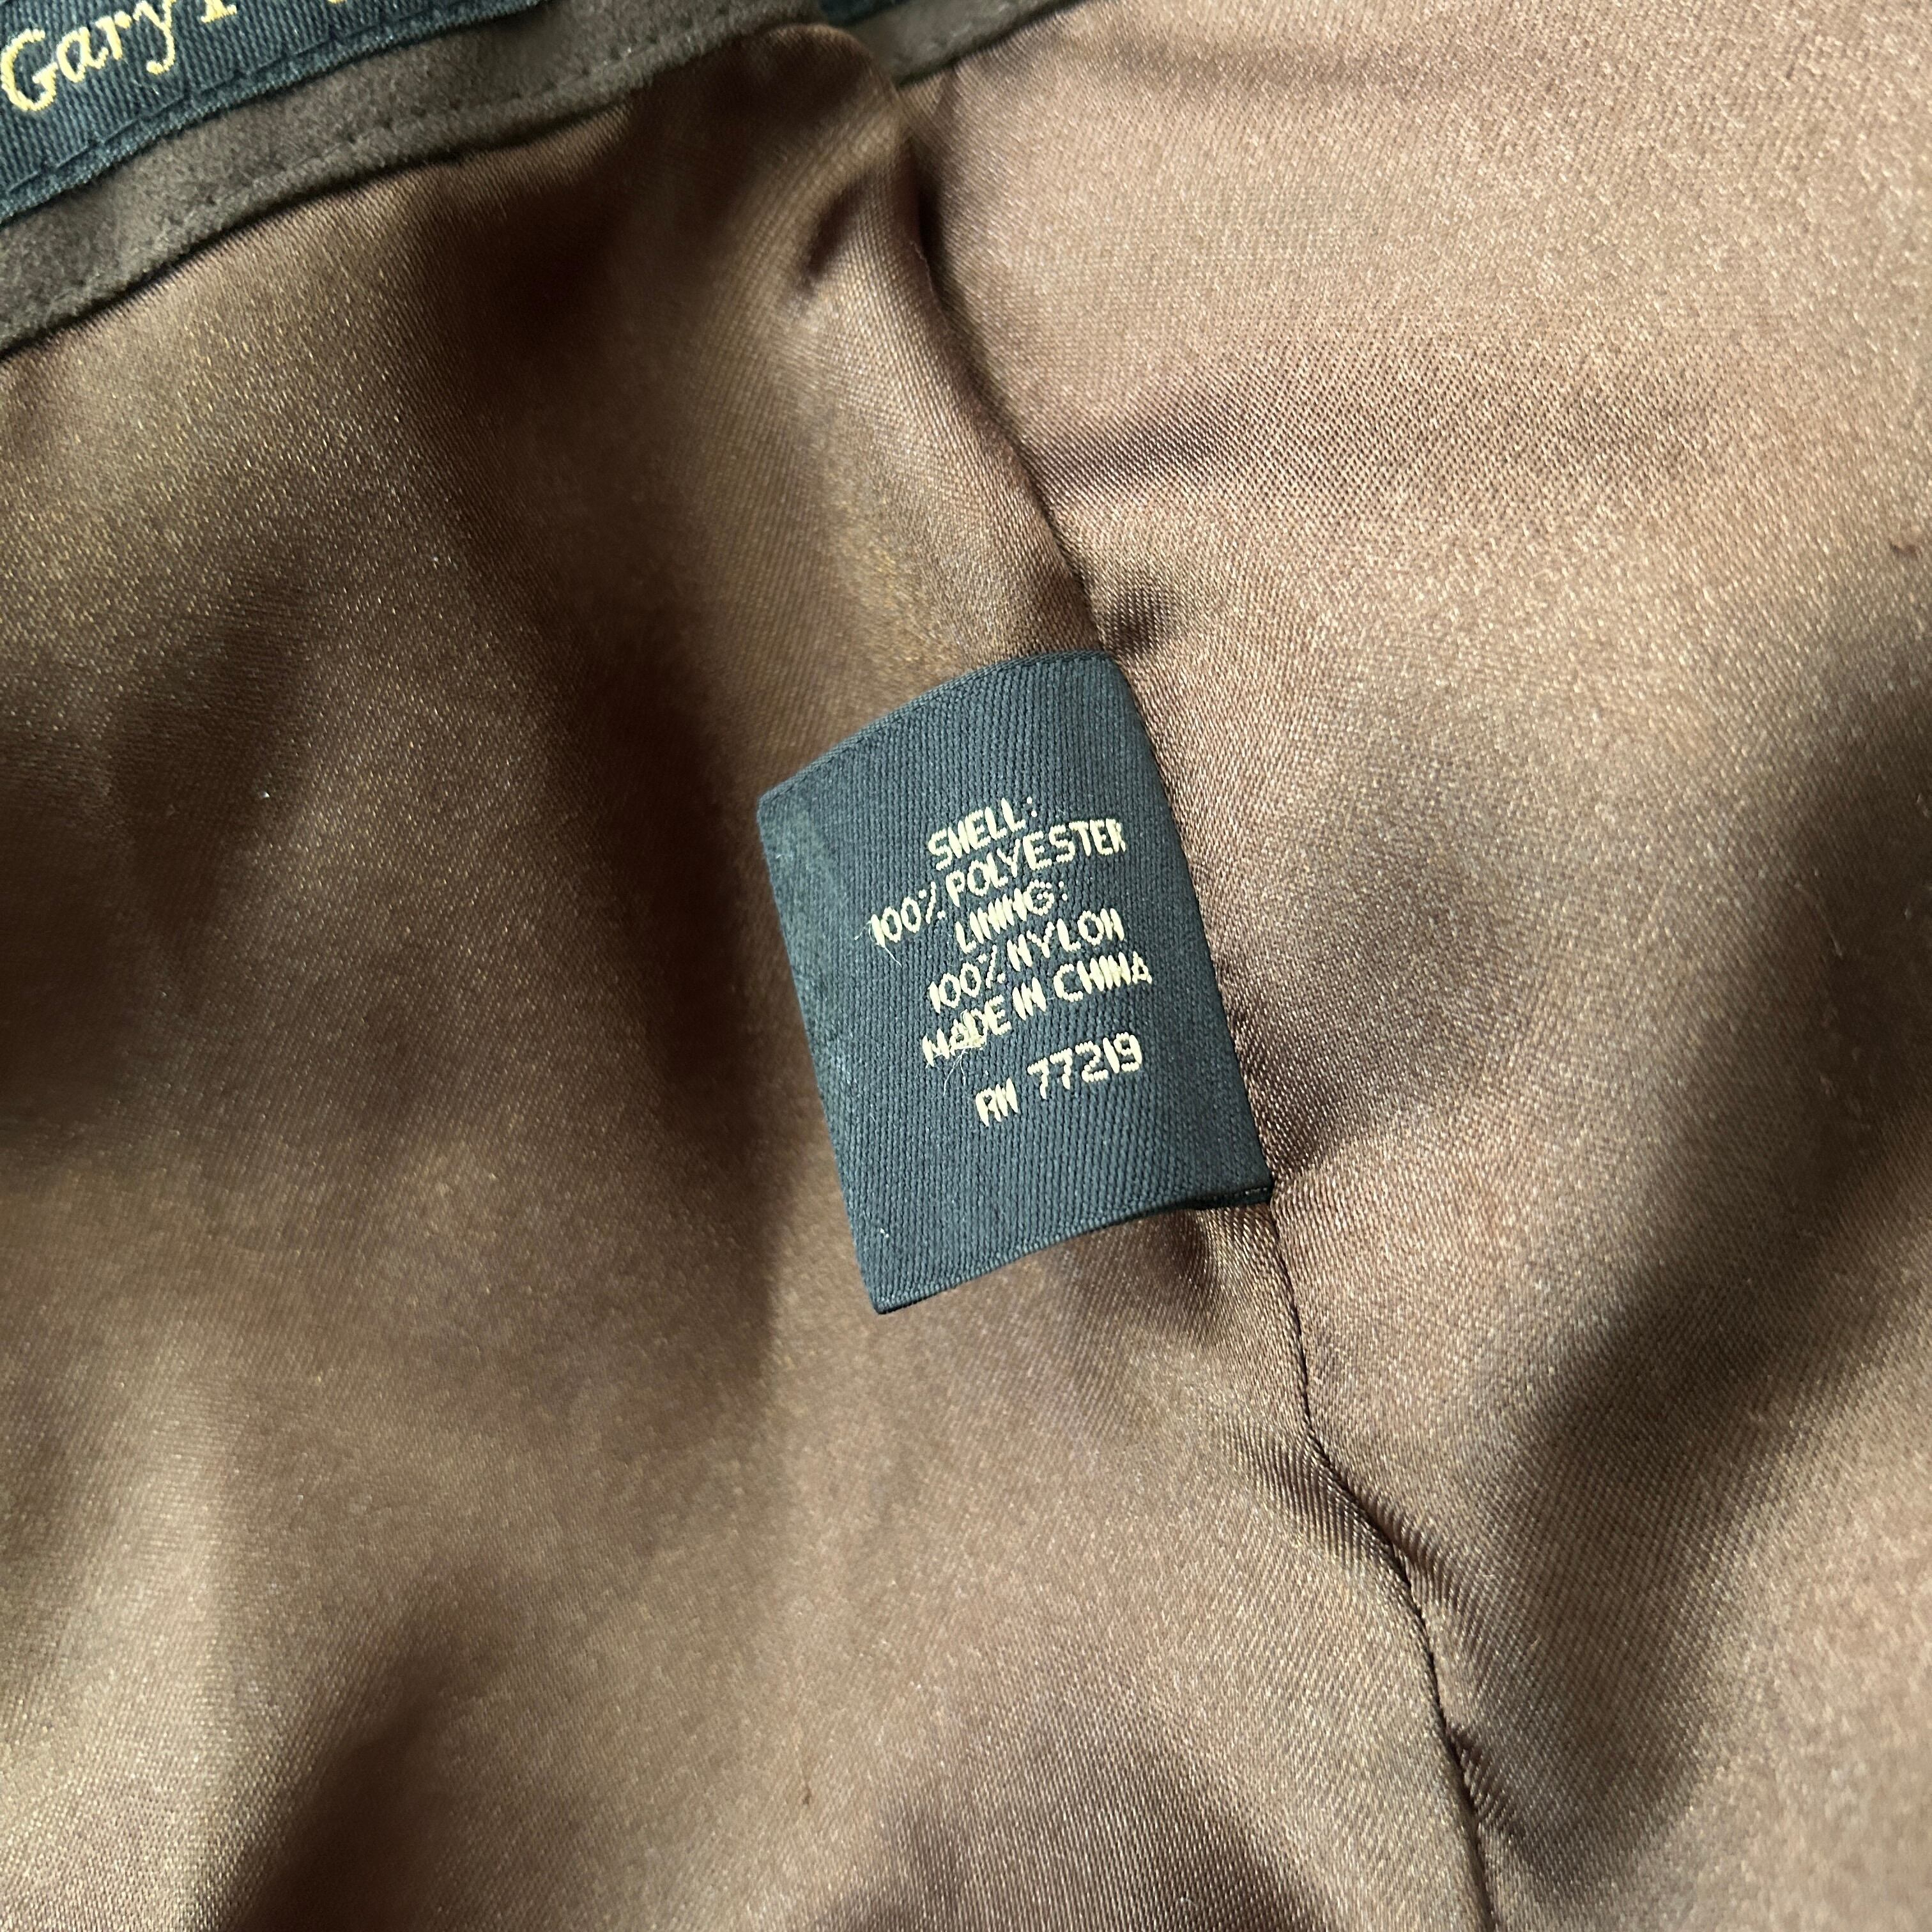 Gary
SHELL:
100% POLYESTER
LINING:
100% NYLON
MADE IN CHINA
RN 77219